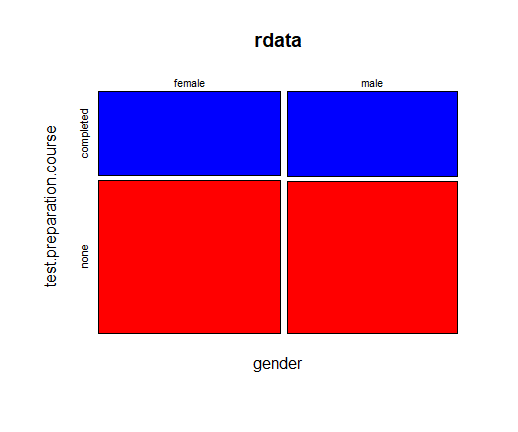 rdata
female
male
completed
none
test.preparation.course
gender